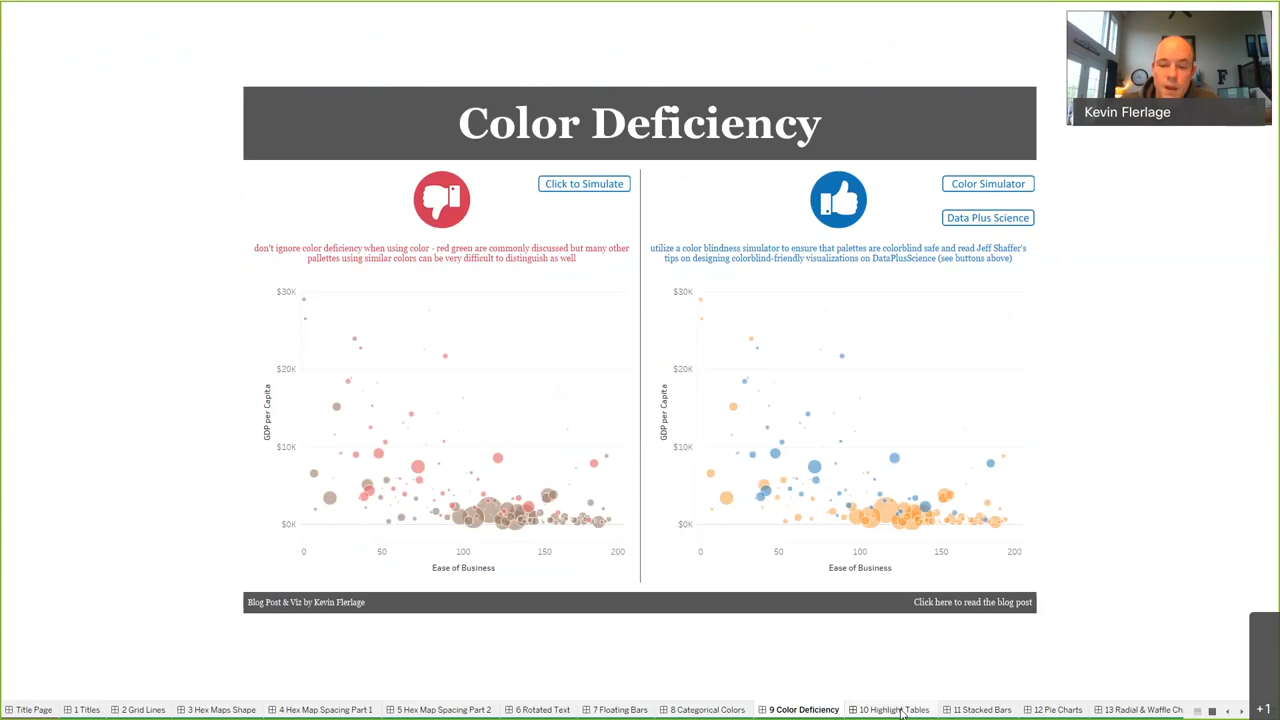 Kevin Flerlage
Color Deficiency
Click to Simulate
Color Simulator
Data Plus Science
don't ignore color deficiency when using color - red green are commonly discussed but many other
pallettes using similar colors can be very difficult to distinguish as well
utilize a color blindness simulator to ensure that palettes are colorblind safe and read Jeff Shaffer's
tips on designing colorblind-friendly visualizations on DataPlusScience (see buttons above)
$30K
$20K
$10K
$0K
GDP per Capita
0 50 100 150 200
Ease of Business
$30K
$20K
$10K
$0K
GDP per Capita
0 50 100 150 200
Ease of Business
Blog Post & Viz by Kevin Flerlage
Click here to read the blog post
Title Page 1 Titles 2 Grid Lines 3 Hex Maps Shape 4 Hex Map Spacing Part 1 5 Hex Map Spacing Part 2 6 Rotated Text 7 Floating Bars 8 Categorical Colors 9 Color Deficiency 10 Highlight Tables 11 Stacked Bars 12 Pie Charts 13 Radial & Waffle Ch
+1